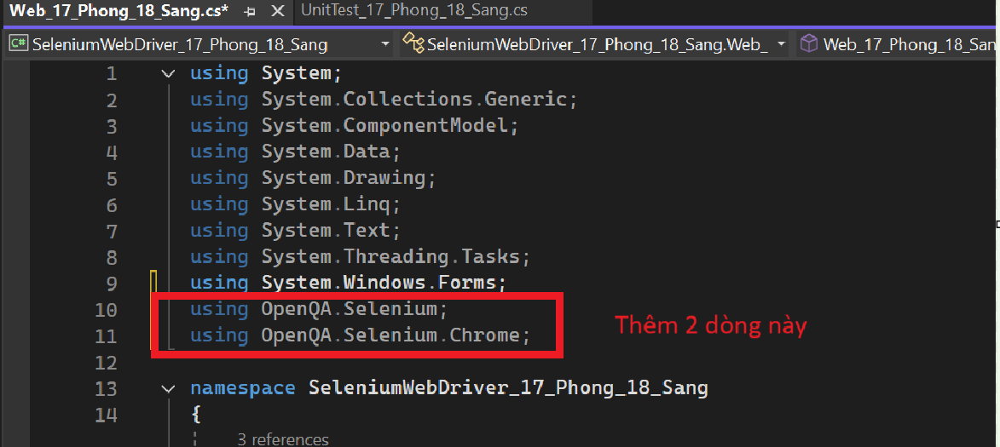 Web_17_Phong_18_Sang.cs*
UnitTest_17_Phong_18_Sang.cs
C# SeleniumWebDriver_17_Phong_18_Sang
SeleniumWebDriver_17_Phong_18_Sang.Web_
Web_17_Phong_18_San
1 using System;
2 using System.Collections.Generic;
3 using System.ComponentModel;
4 using System.Data;
5 using System.Drawing;
6 using System.Linq;
7 using System.Text;
8 using System.Threading.Tasks;
9 using System.Windows.Forms;
10 using OpenQA.Selenium;
11 using OpenQA.Selenium.Chrome;
Thêm 2 dòng này
12
13 namespace SeleniumWebDriver_17_Phong_18_Sang
14 {
3 references